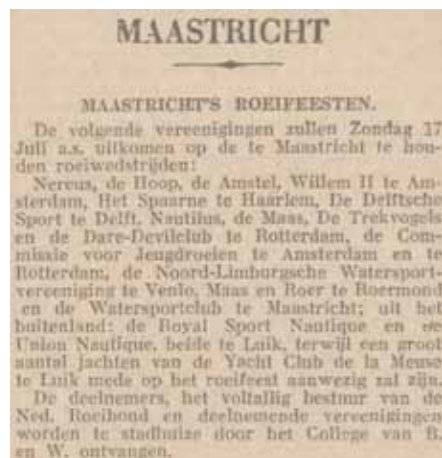 MAASTRICHT
MAASTRICHT'S ROEIFEESTEN.
De volgende vereenigingen zullen Zondag 17
Juli a.s. uitkomen op de te Maastricht te hou-
den roeiwedstrijden:
Nereus, de Hoop, de Amstel, Willem II te Am-
sterdam, Het Spaarne te Haarlem, De Delftsche
Sport te Delft, Nautilus, de Maas, De Trekvogels
en de Dare-Devilclub te Rotterdam, de Com-
missie voor Jeugdroeien te Amsterdam en te
Rotterdam, de Noord-Limburgsche Watersport-
vereeniging te Venlo, Maas en Roer te Roermond
en de Watersportclub te Maastricht; uit het
buitenland: de Royal Sport Nautique en
Union Nautique, beide te Luik, terwijl een groot
aantal jachten van de Yacht Club de la Meuse
te Luik mede op het roeifeest aanwezig zal zijn.
De deelnemers, het voltallig bestuur van de
Ned. Roeibond en deelnemende vereenigingen
worden te stadhuize door het College van B.
en W. ontvangen.